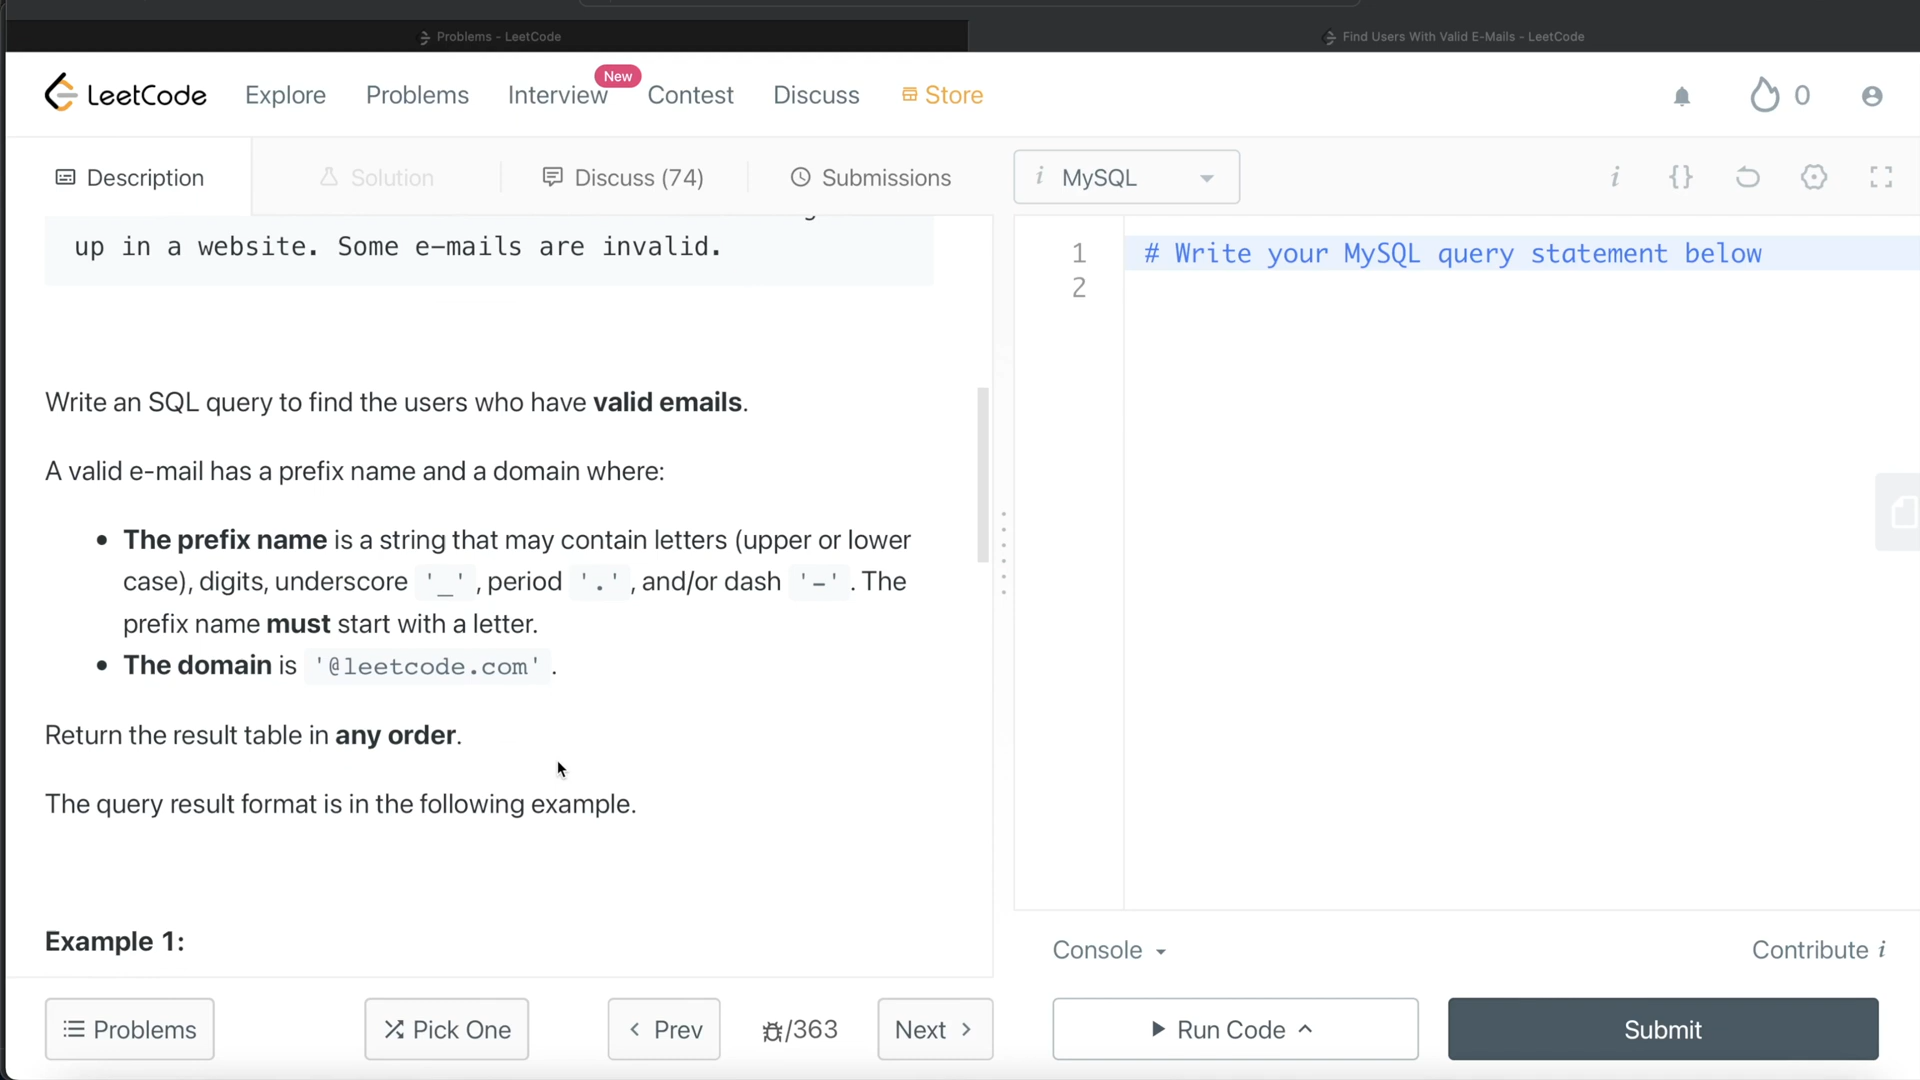 Problems - LeetCode
Find Users With Valid E-Mails - LeetCode
LeetCode
Explore
Problems
Interview
New
Contest
Discuss
Store
0
Description
Solution
Discuss (74)
Submissions
i MySQL
i
{}
up in a website. Some e-mails are invalid.
Write an SQL query to find the users who have valid emails.
A valid e-mail has a prefix name and a domain where:
• The prefix name is a string that may contain letters (upper or lower
case), digits, underscore '_', period '.', and/or dash '-'. The
prefix name must start with a letter.
• The domain is '@leetcode.com'.
Return the result table in any order.
The query result format is in the following example.
Example 1:
1 # Write your MySQL query statement below
2
Console
Contribute i
Problems
Pick One
Prev
/363
Next
Run Code
Submit